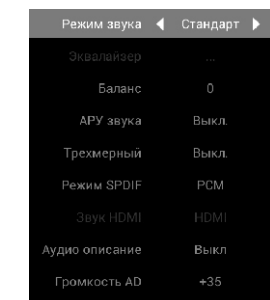 Режим звука Стандарт
Эквалайзер ...
Баланс 0
АРУ звука Выкл.
Трехмерный Выкл.
Режим SPDIF PCM
Звук HDMI HDMI
Аудио описание Выкл
Громкость AD +35